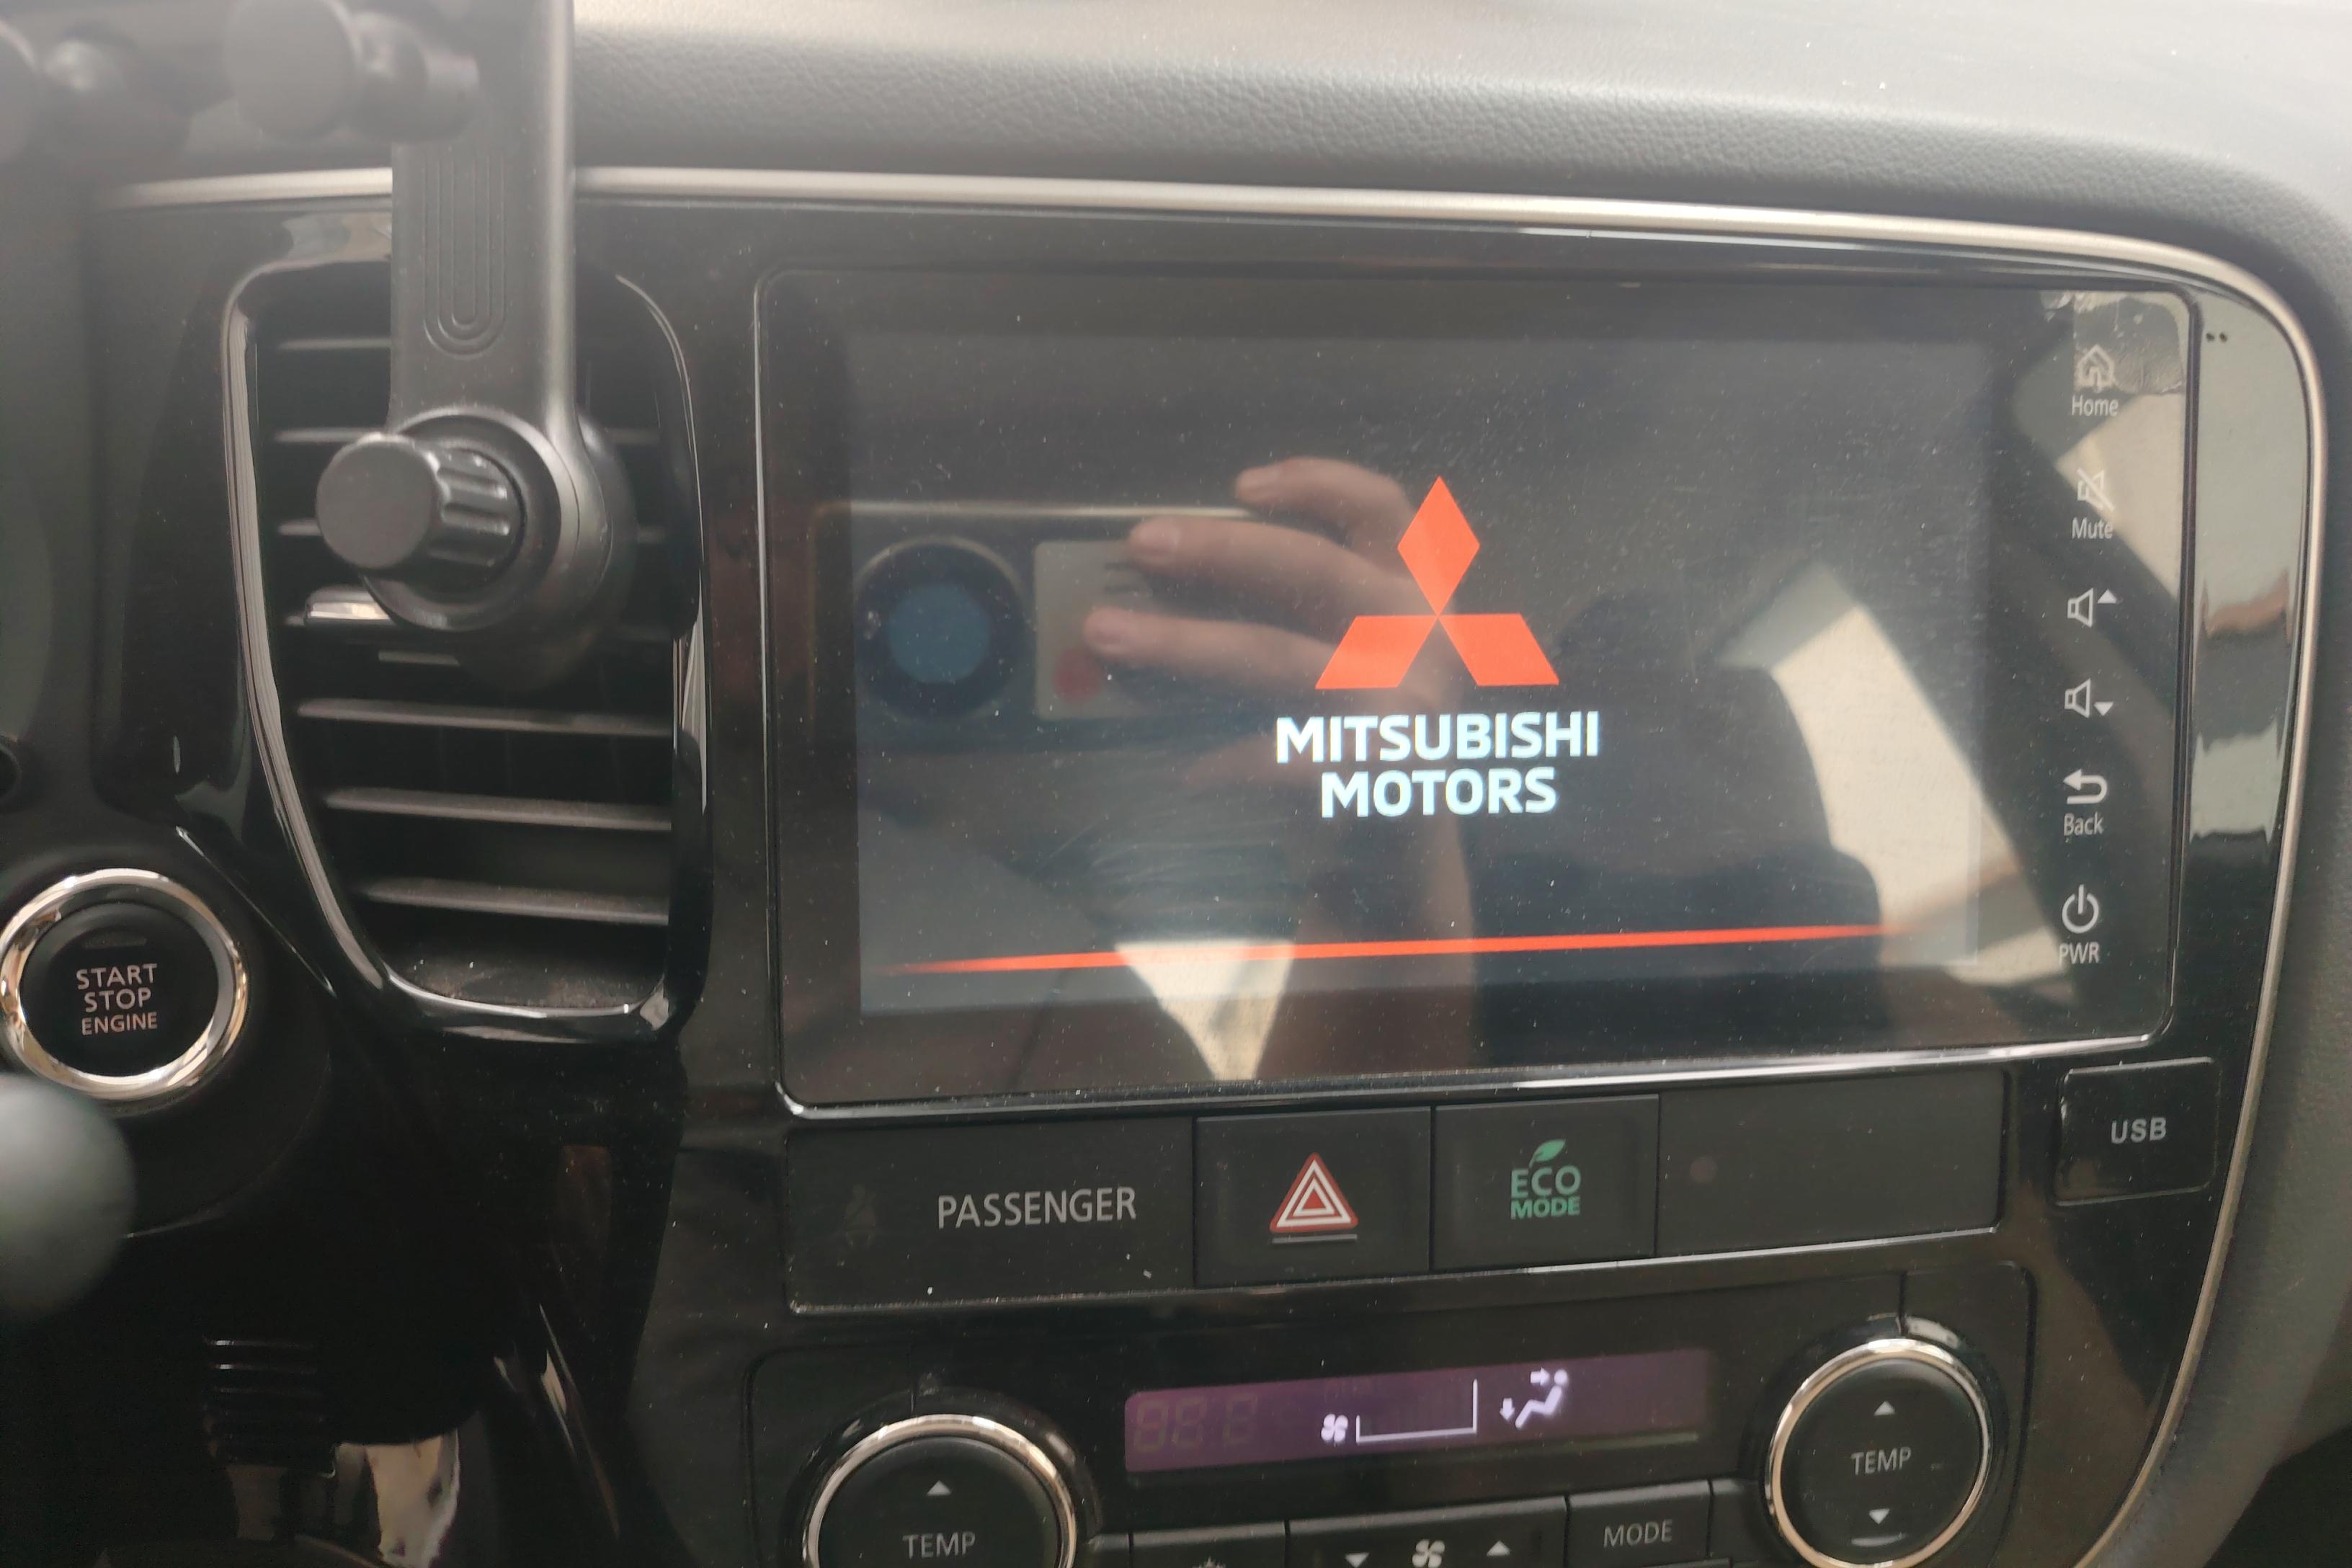 Home
Mute
MITSUBISHI
MOTORS
Back
PWR
START
STOP
ENGINE
USB
PASSENGER
ECO
MODE
TEMP
TEMP
MODE